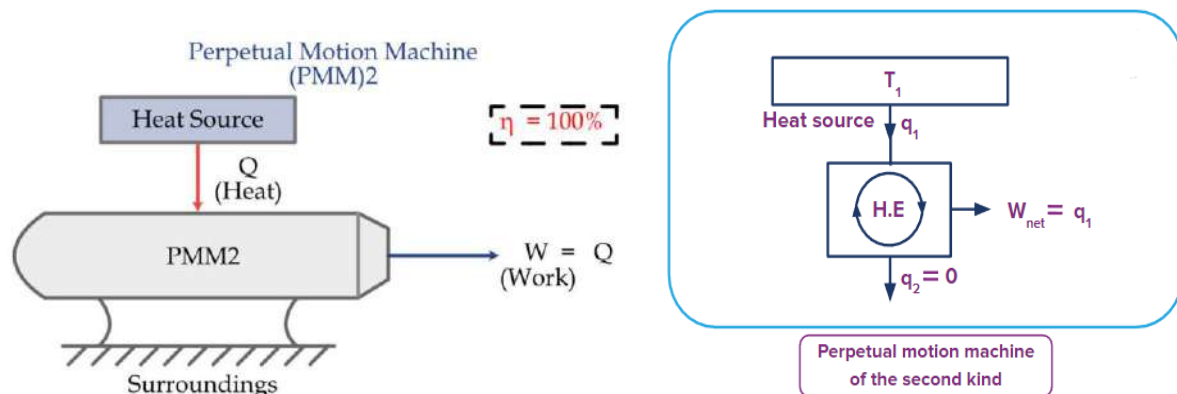 Perpetual Motion Machine
(PMM)2
Heat Source
η = 100%
Q
(Heat)
PMM2
W = Q
(Work)
Surroundings
T₁
Heat source
q₁
H.E
Wₙₑₜ = q₁
q₂ = 0
Perpetual motion machine
of the second kind